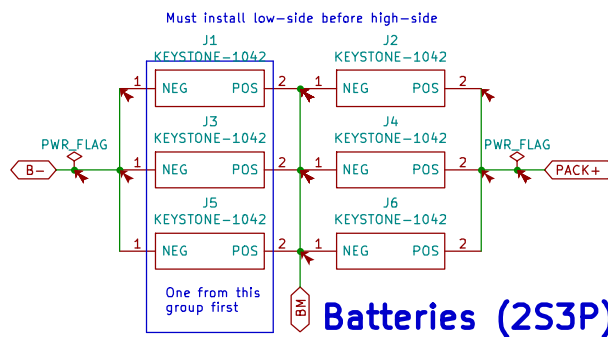 Must install low-side before high-side
J1
KEYSTONE-1042
1 NEG POS 2
J2
KEYSTONE-1042
1 NEG POS 2
J3
KEYSTONE-1042
1 NEG POS 2
J4
KEYSTONE-1042
1 NEG POS 2
PWR_FLAG
B-
PWR_FLAG
PACK+
J5
KEYSTONE-1042
1 NEG POS 2
J6
KEYSTONE-1042
1 NEG POS 2
One from this
group first
BM
Batteries (2S3P)